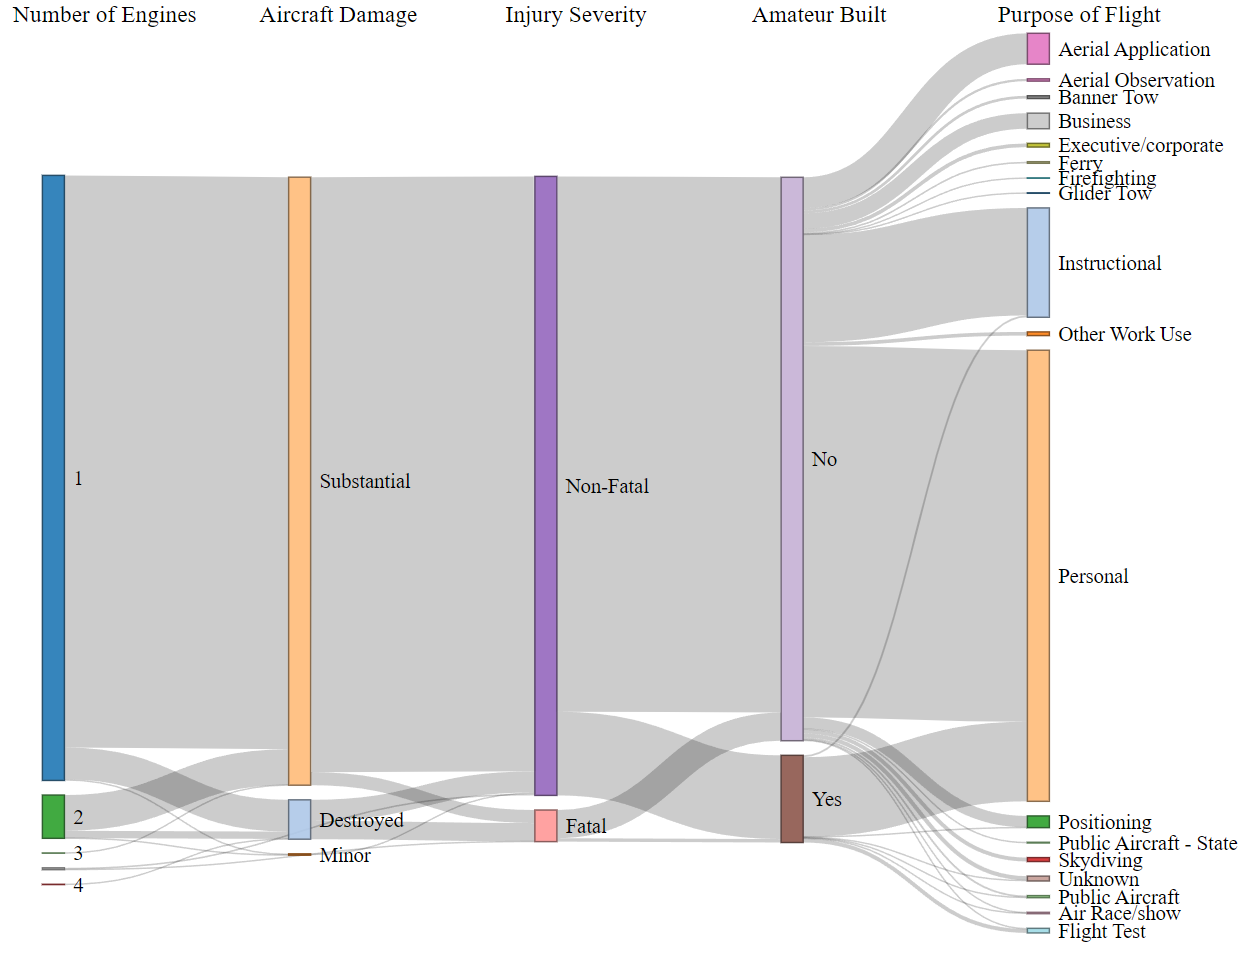 Number of Engines
Aircraft Damage
Injury Severity
Amateur Built
Purpose of Flight
1
2
3
4
Substantial
Destroyed
Minor
Non-Fatal
Fatal
No
Yes
Aerial Application
Aerial Observation
Banner Tow
Business
Executive/corporate
Ferry
Firefighting
Glider Tow
Instructional
Other Work Use
Personal
Positioning
Public Aircraft - State
Skydiving
Unknown
Public Aircraft
Air Race/show
Flight Test